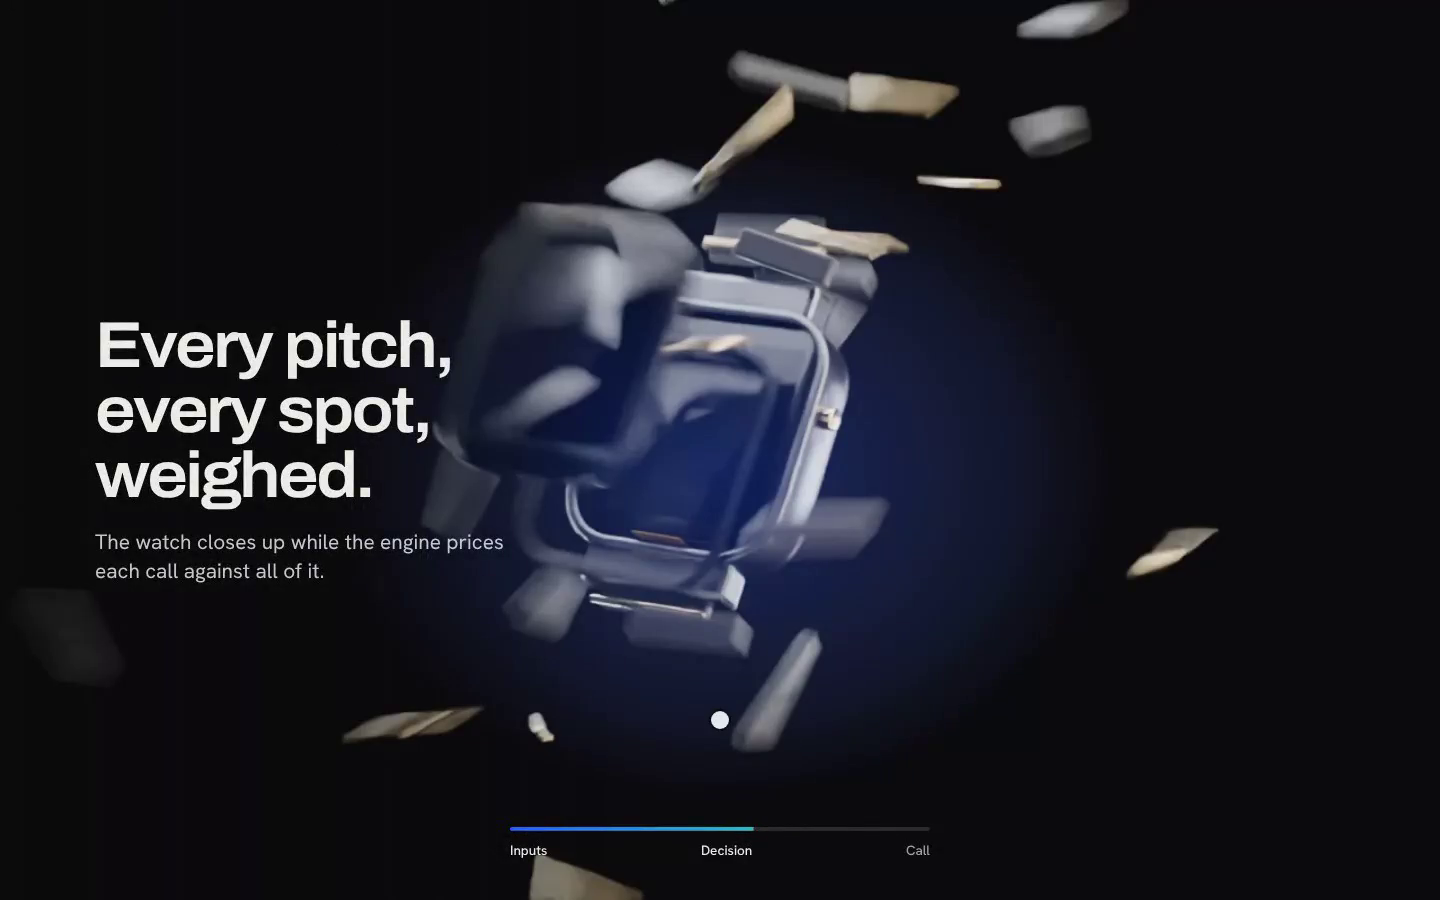 Every pitch,
every spot,
weighed.
The watch closes up while the engine prices
each call against all of it.
Inputs
Decision
Call